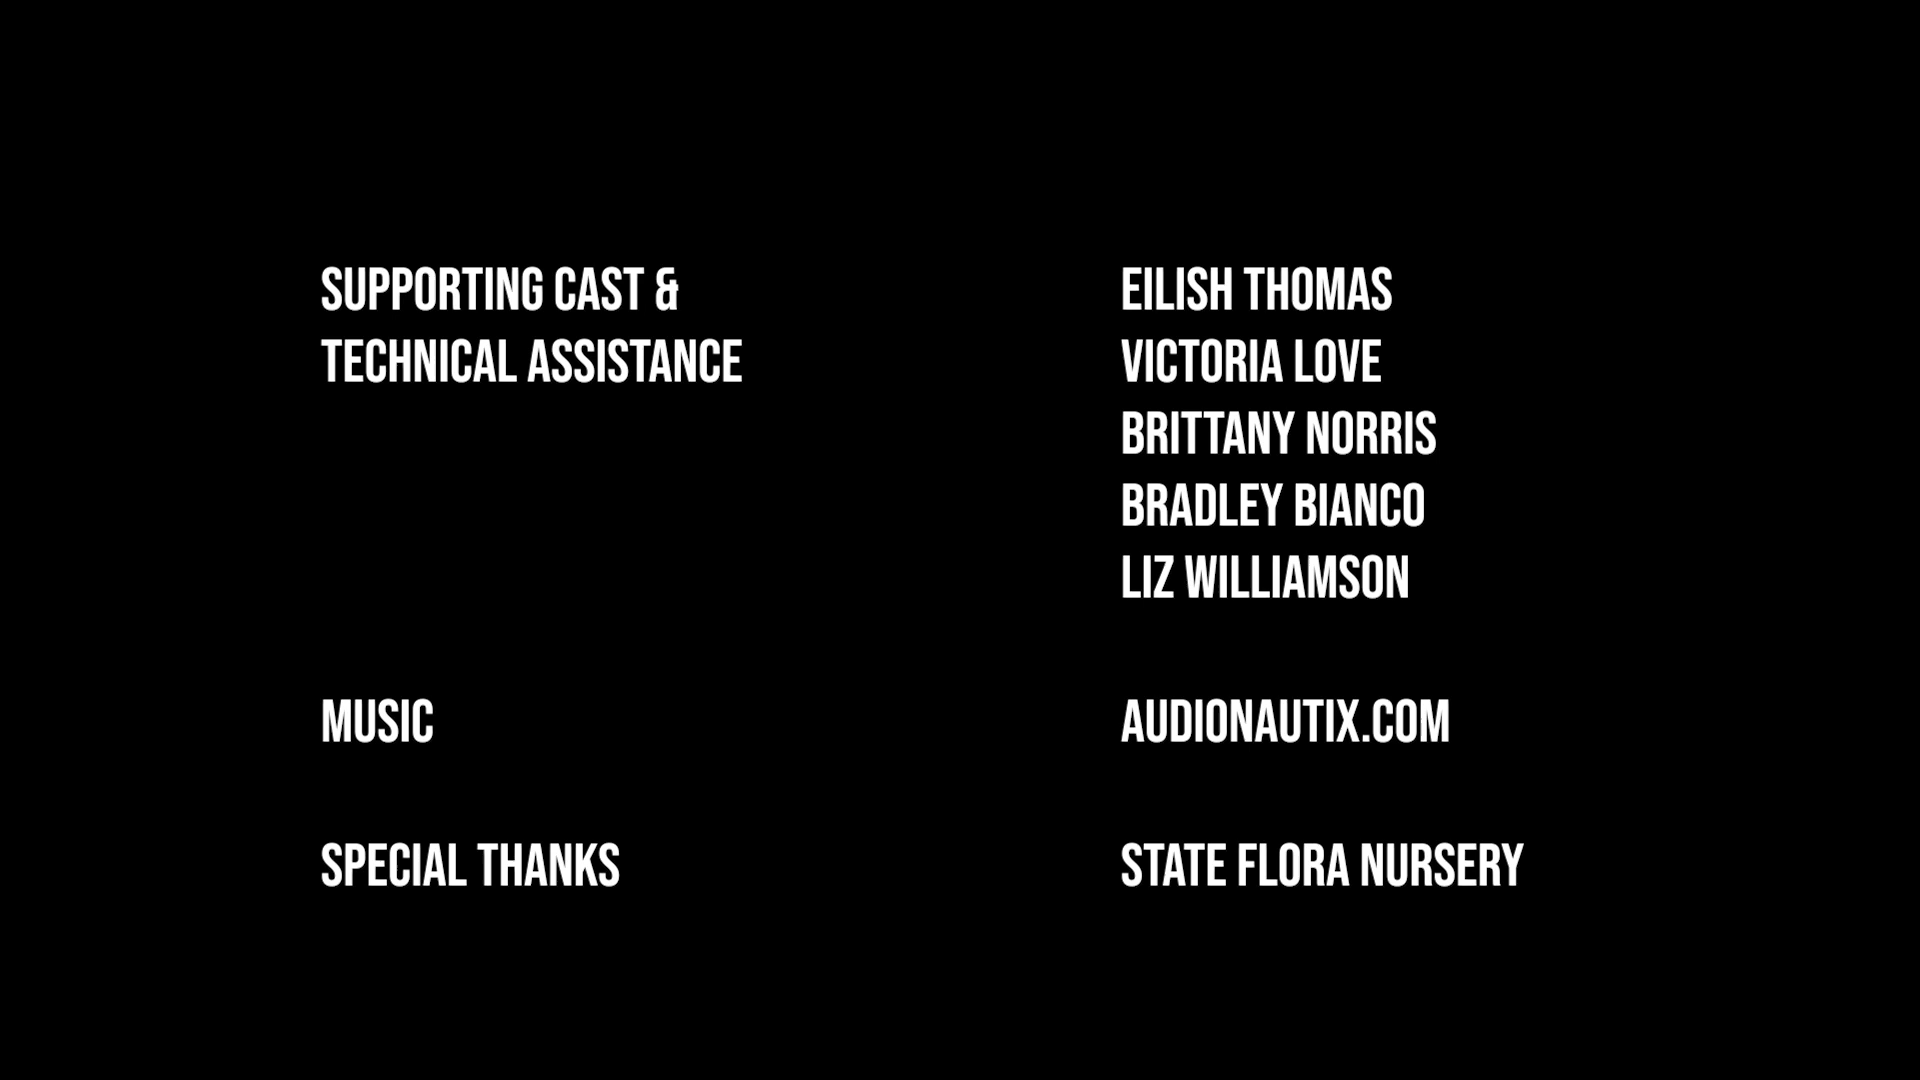 SUPPORTING CAST &
TECHNICAL ASSISTANCE
EILISH THOMAS
VICTORIA LOVE
BRITTANY NORRIS
BRADLEY BIANCO
LIZ WILLIAMSON
MUSIC
AUDIONAUTIX.COM
SPECIAL THANKS
STATE FLORA NURSERY